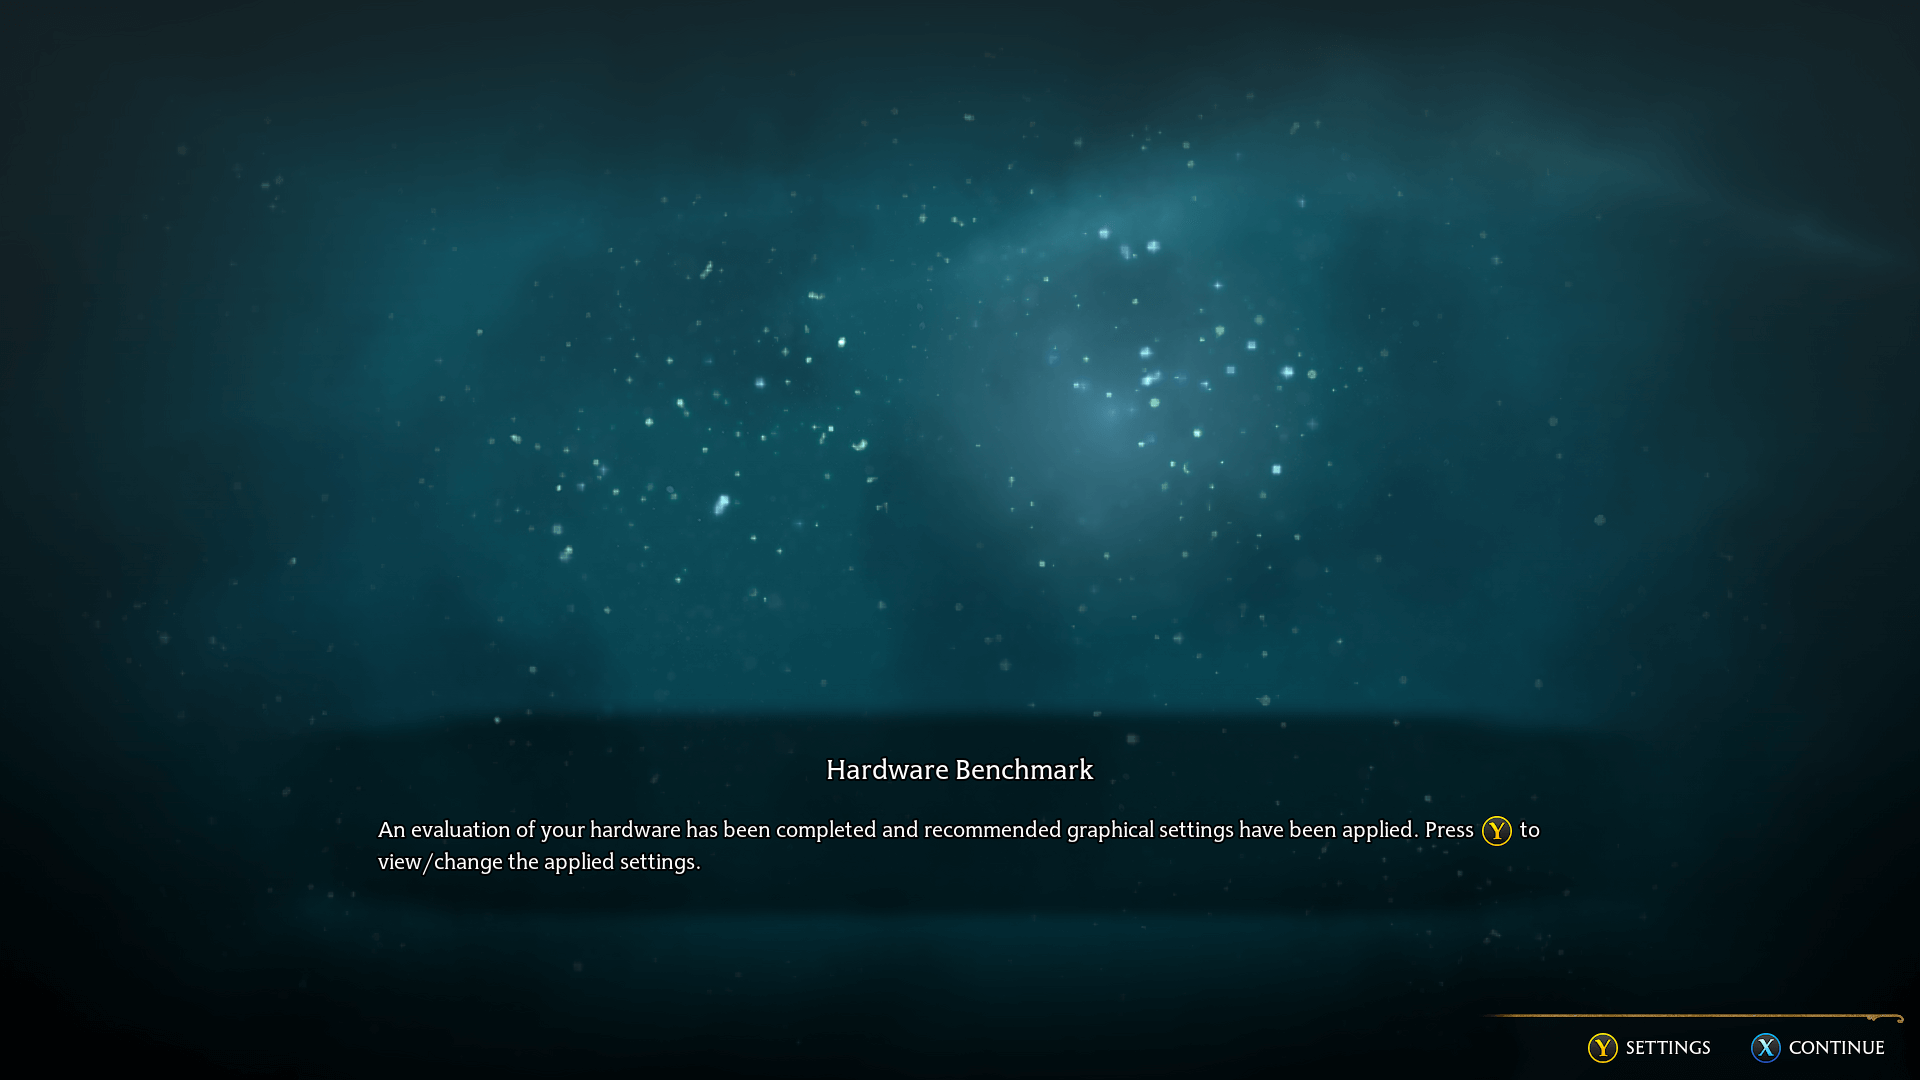 Hardware Benchmark
An evaluation of your hardware has been completed and recommended graphical settings have been applied. Press Y to
view/change the applied settings.
Y SETTINGS X CONTINUE